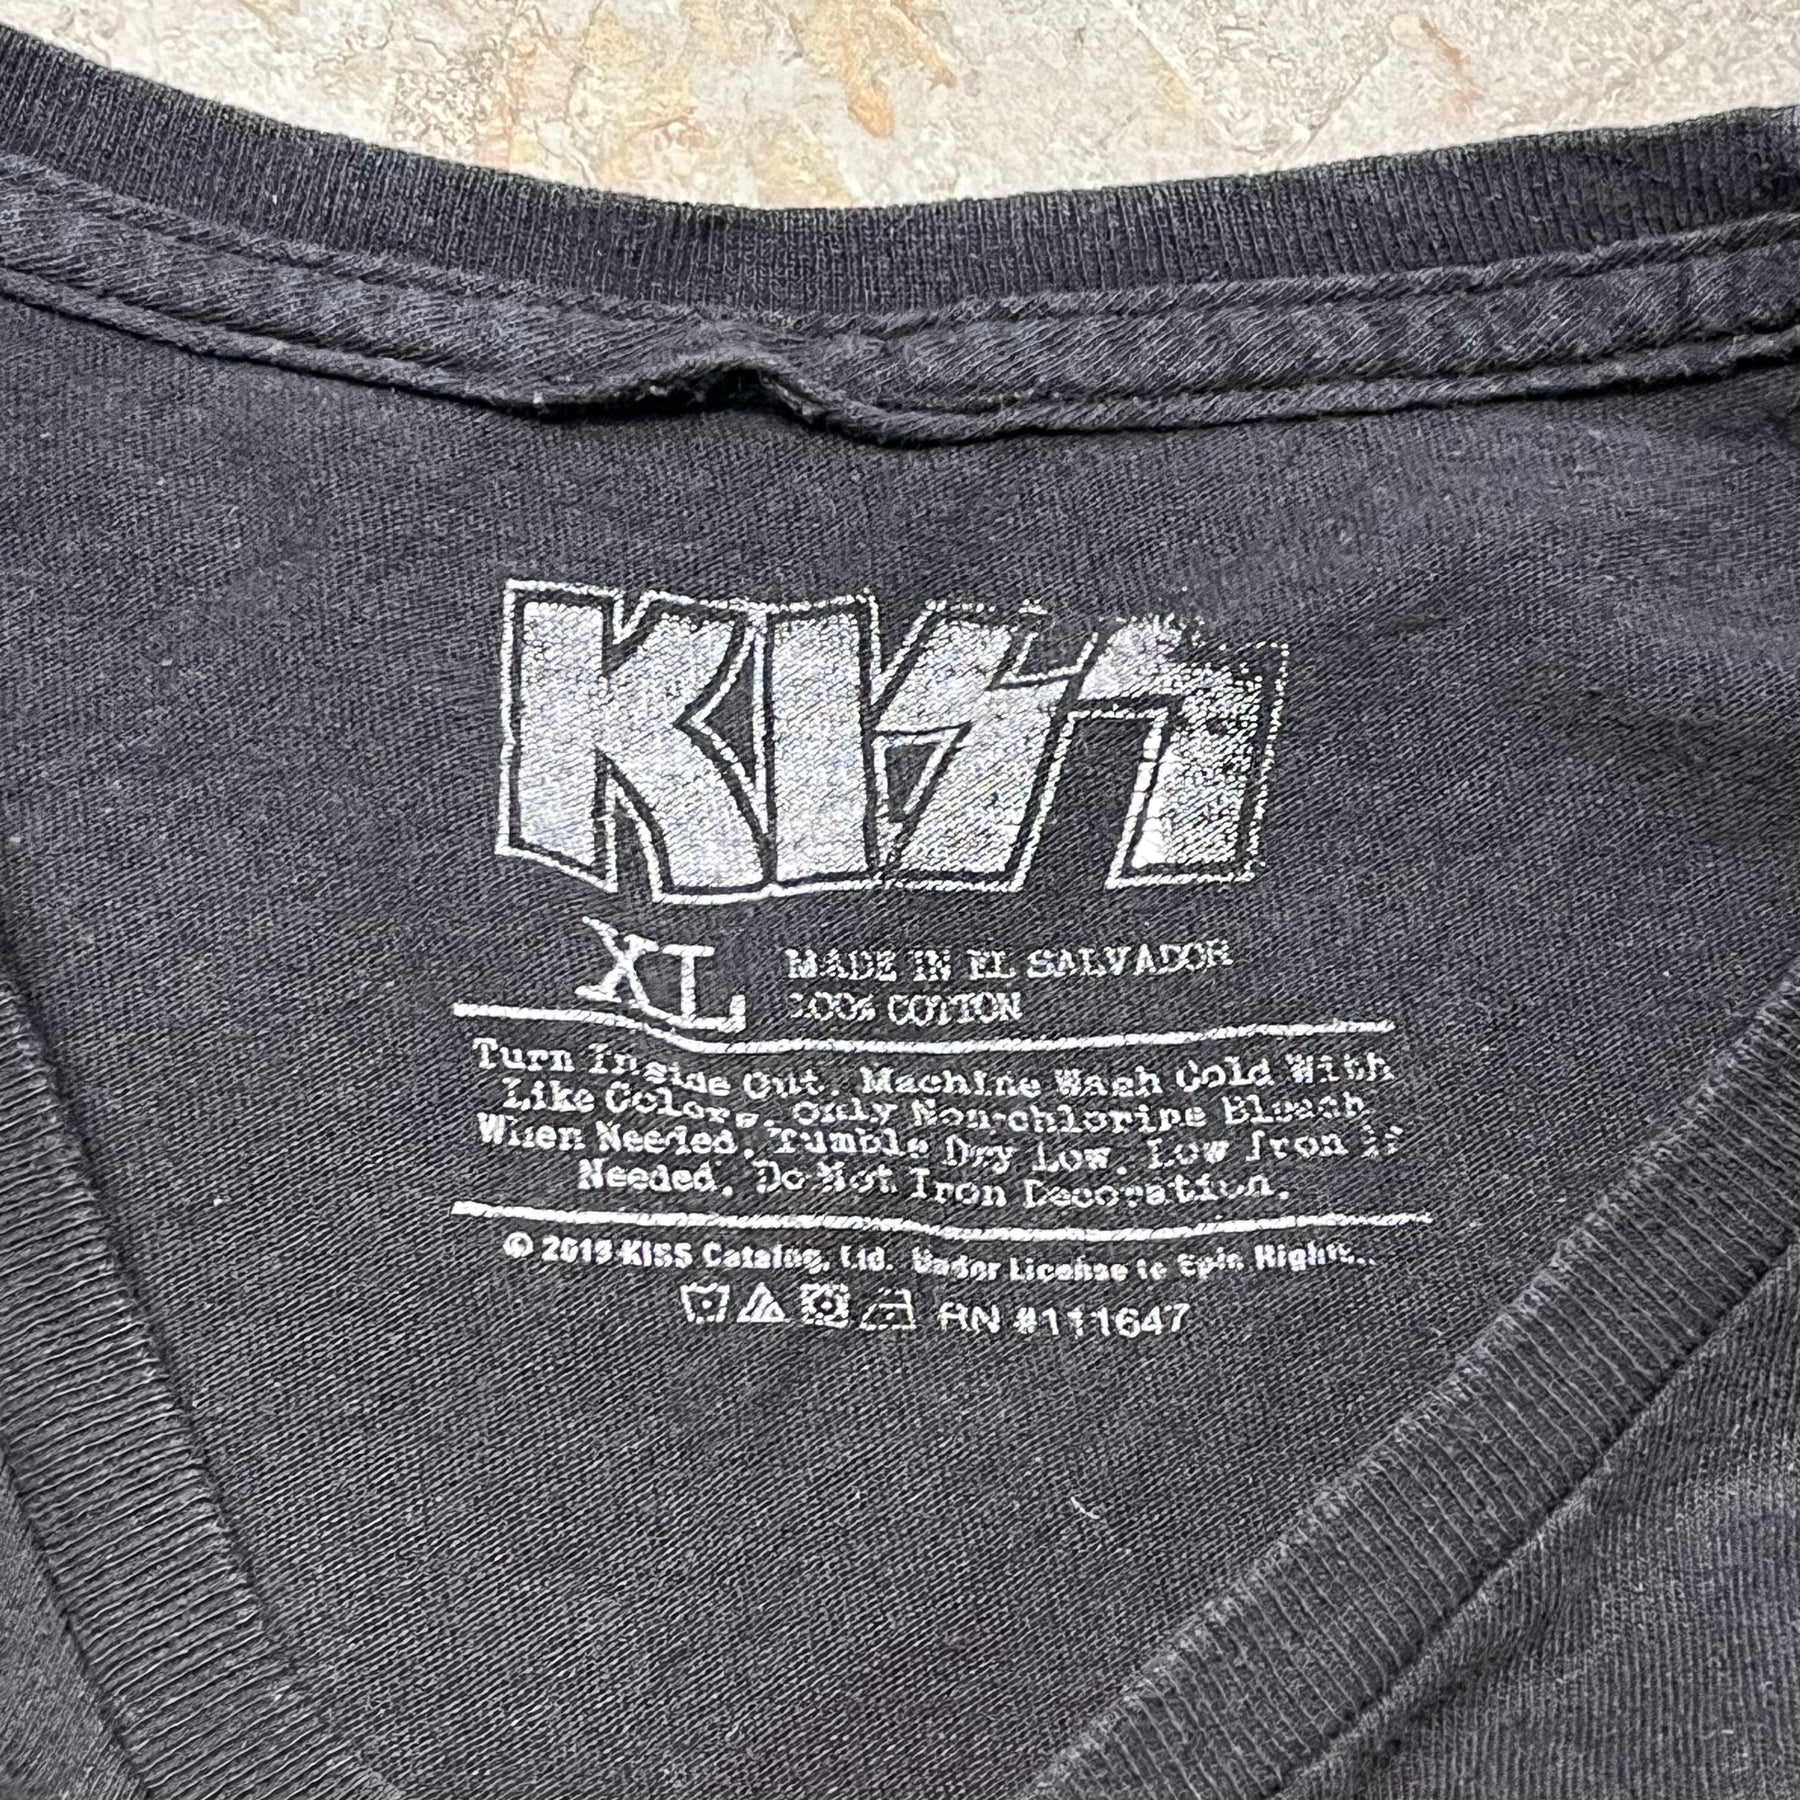 KISS
XL MADE IN EL SALVADOR
100% COTTON
Turn Inside Out. Machine Wash Cold With
Like Colors, Only Non-chlorine Bleach
When Needed. Tumble Dry Low. Low Iron if
Needed. Do Not Iron Decoration.
© KISS Catalog, Ltd. Under License to Epic Rights..
RN #111647